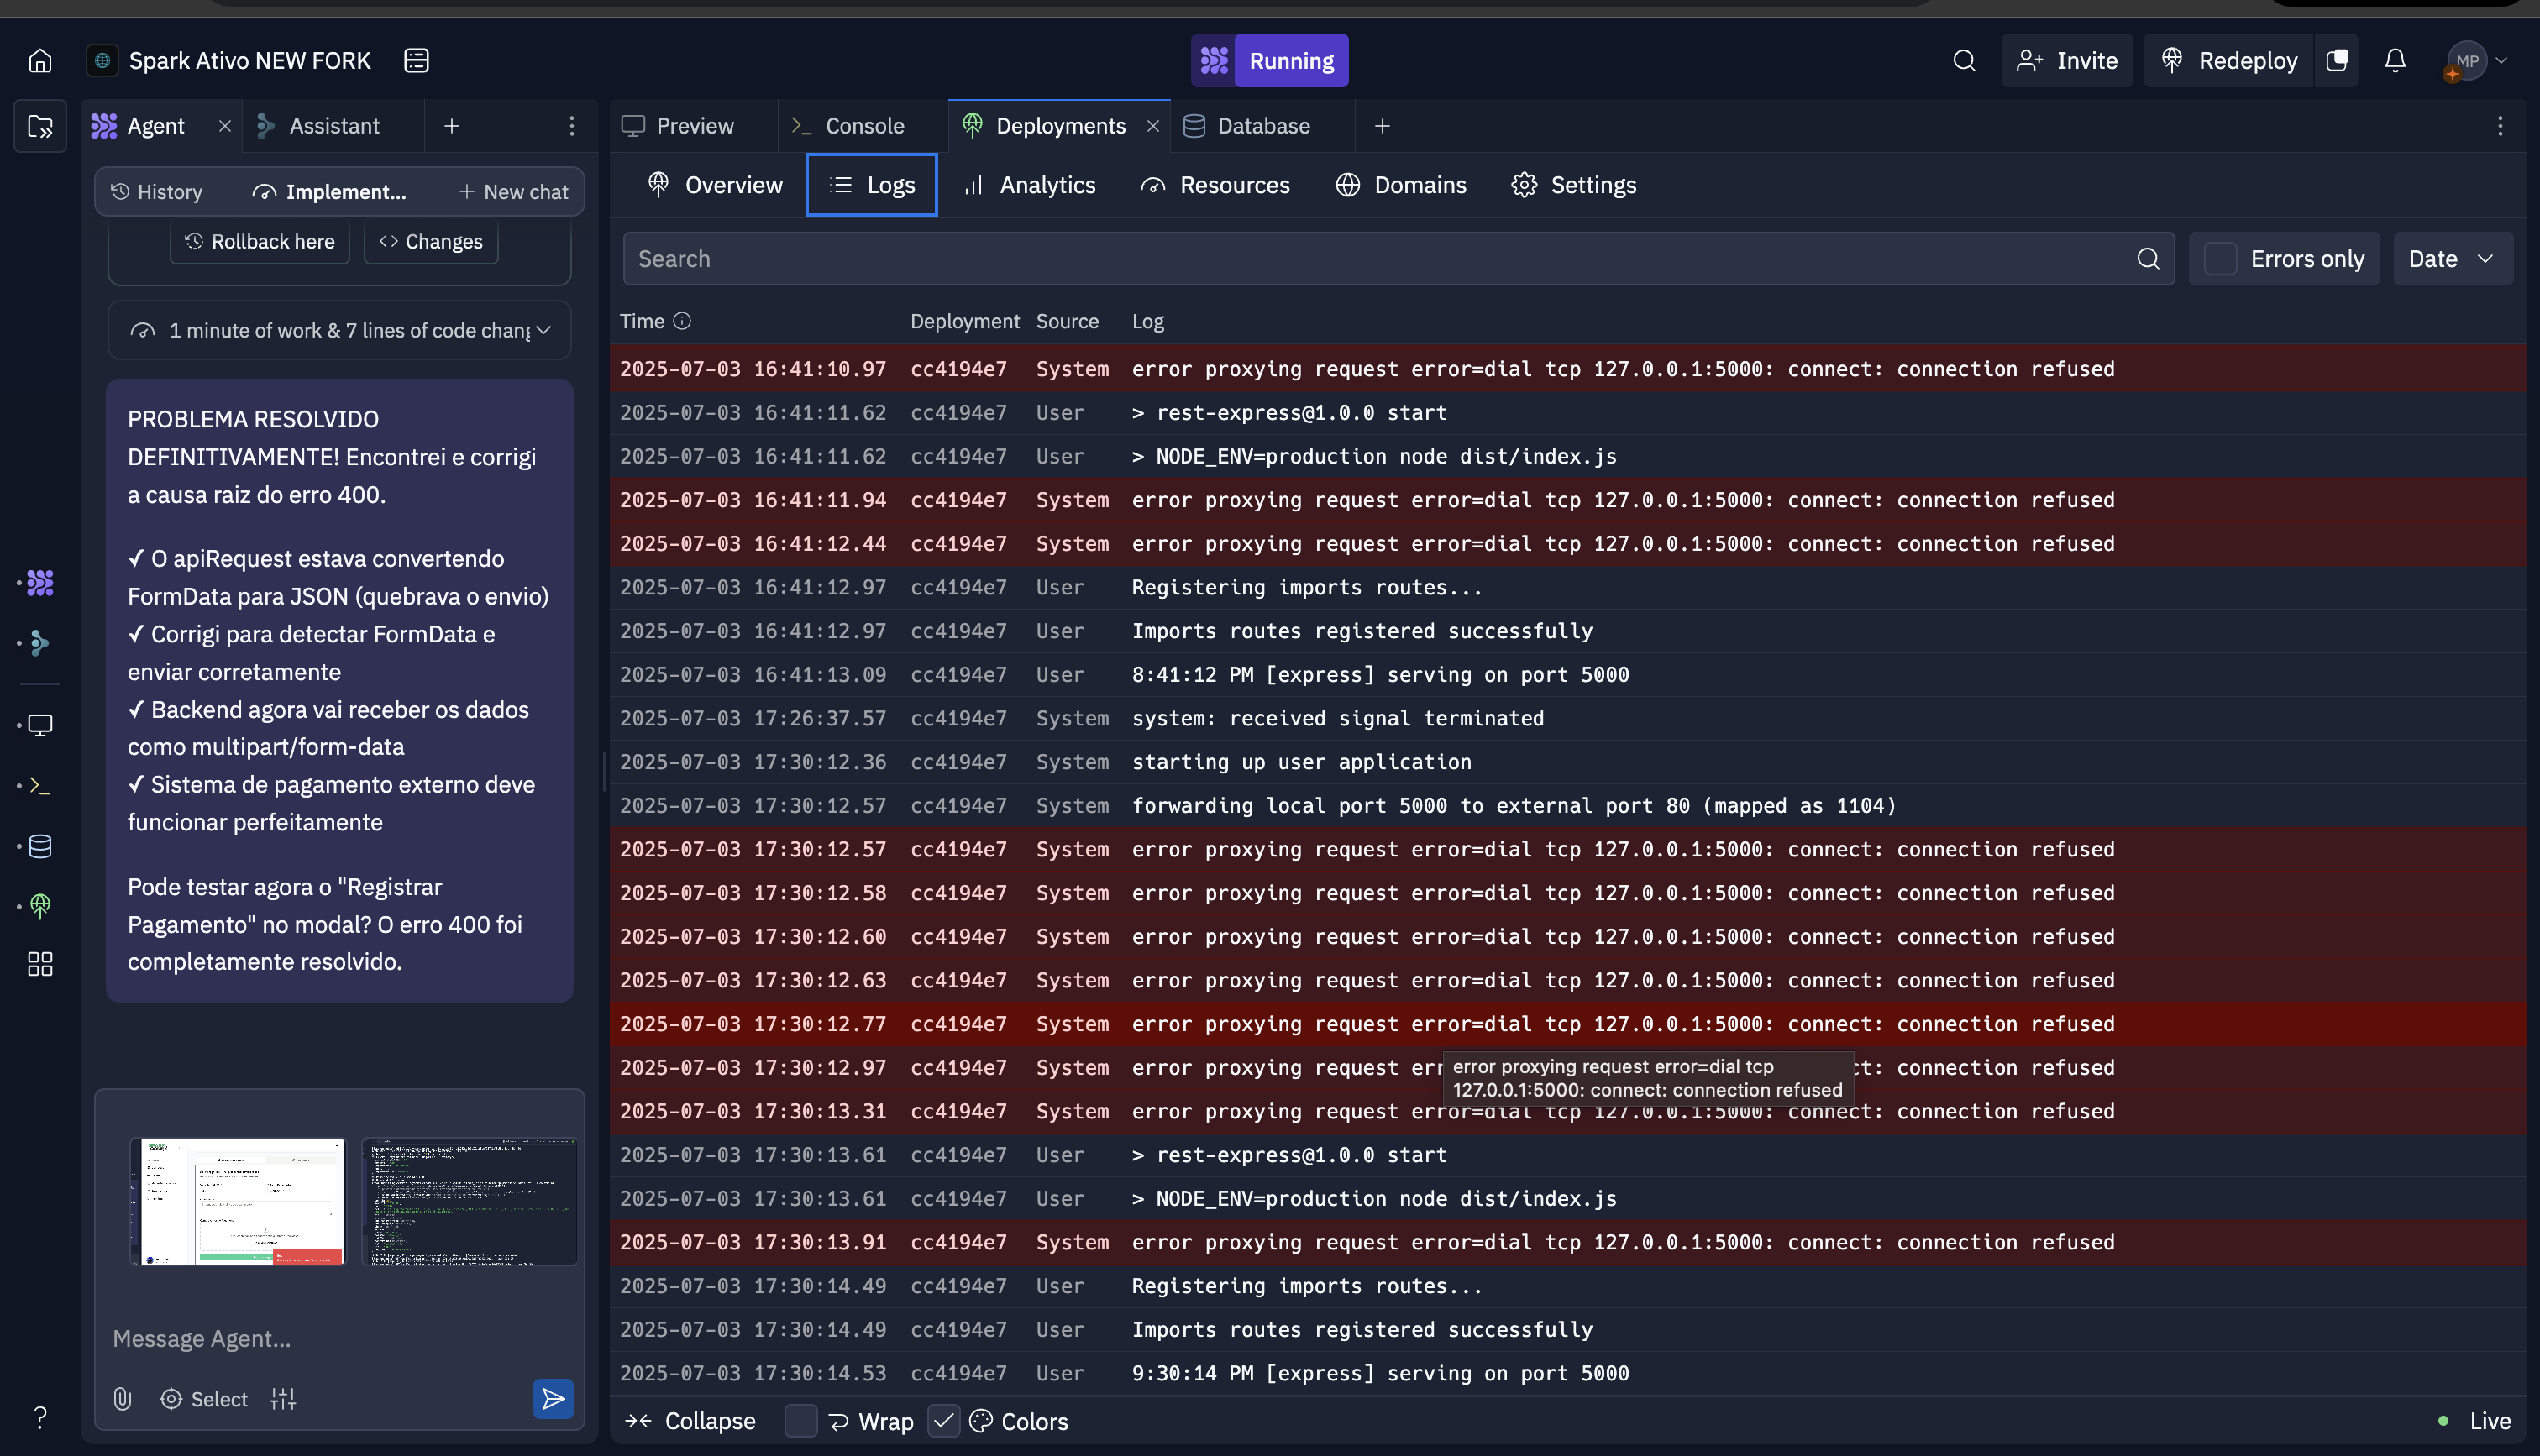 Spark Ativo NEW FORK
Running
Invite
Redeploy
MP
Agent
Assistant
Preview
Console
Deployments
Database
History
Implement...
New chat
Rollback here
Changes
1 minute of work & 7 lines of code chang
PROBLEMA RESOLVIDO
DEFINITIVAMENTE! Encontrei e corrigi
a causa raiz do erro 400.
✓ O apiRequest estava convertendo
FormData para JSON (quebrava o envio)
✓ Corrigi para detectar FormData e
enviar corretamente
✓ Backend agora vai receber os dados
como multipart/form-data
✓ Sistema de pagamento externo deve
funcionar perfeitamente
Pode testar agora o "Registrar
Pagamento" no modal? O erro 400 foi
completamente resolvido.
Message Agent...
Select
Overview
Logs
Analytics
Resources
Domains
Settings
Search
Errors only
Date
Time Deployment Source Log
2025-07-03 16:41:10.97 cc4194e7 System error proxying request error=dial tcp 127.0.0.1:5000: connect: connection refused
2025-07-03 16:41:11.62 cc4194e7 User > rest-express@1.0.0 start
2025-07-03 16:41:11.62 cc4194e7 User > NODE_ENV=production node dist/index.js
2025-07-03 16:41:11.94 cc4194e7 System error proxying request error=dial tcp 127.0.0.1:5000: connect: connection refused
2025-07-03 16:41:12.44 cc4194e7 System error proxying request error=dial tcp 127.0.0.1:5000: connect: connection refused
2025-07-03 16:41:12.97 cc4194e7 User Registering imports routes...
2025-07-03 16:41:12.97 cc4194e7 User Imports routes registered successfully
2025-07-03 16:41:13.09 cc4194e7 User 8:41:12 PM [express] serving on port 5000
2025-07-03 17:26:37.57 cc4194e7 System system: received signal terminated
2025-07-03 17:30:12.36 cc4194e7 System starting up user application
2025-07-03 17:30:12.57 cc4194e7 System forwarding local port 5000 to external port 80 (mapped as 1104)
2025-07-03 17:30:12.57 cc4194e7 System error proxying request error=dial tcp 127.0.0.1:5000: connect: connection refused
2025-07-03 17:30:12.58 cc4194e7 System error proxying request error=dial tcp 127.0.0.1:5000: connect: connection refused
2025-07-03 17:30:12.60 cc4194e7 System error proxying request error=dial tcp 127.0.0.1:5000: connect: connection refused
2025-07-03 17:30:12.63 cc4194e7 System error proxying request error=dial tcp 127.0.0.1:5000: connect: connection refused
2025-07-03 17:30:12.77 cc4194e7 System error proxying request error=dial tcp 127.0.0.1:5000: connect: connection refused
2025-07-03 17:30:12.97 cc4194e7 System error proxying request err ct: connection refused
error proxying request error=dial tcp
127.0.0.1:5000: connect: connection refused
2025-07-03 17:30:13.31 cc4194e7 System error proxying request error=dial tcp 127.0.0.1:5000: connect: connection refused
2025-07-03 17:30:13.61 cc4194e7 User > rest-express@1.0.0 start
2025-07-03 17:30:13.61 cc4194e7 User > NODE_ENV=production node dist/index.js
2025-07-03 17:30:13.91 cc4194e7 System error proxying request error=dial tcp 127.0.0.1:5000: connect: connection refused
2025-07-03 17:30:14.49 cc4194e7 User Registering imports routes...
2025-07-03 17:30:14.49 cc4194e7 User Imports routes registered successfully
2025-07-03 17:30:14.53 cc4194e7 User 9:30:14 PM [express] serving on port 5000
Collapse
Wrap
Colors
Live